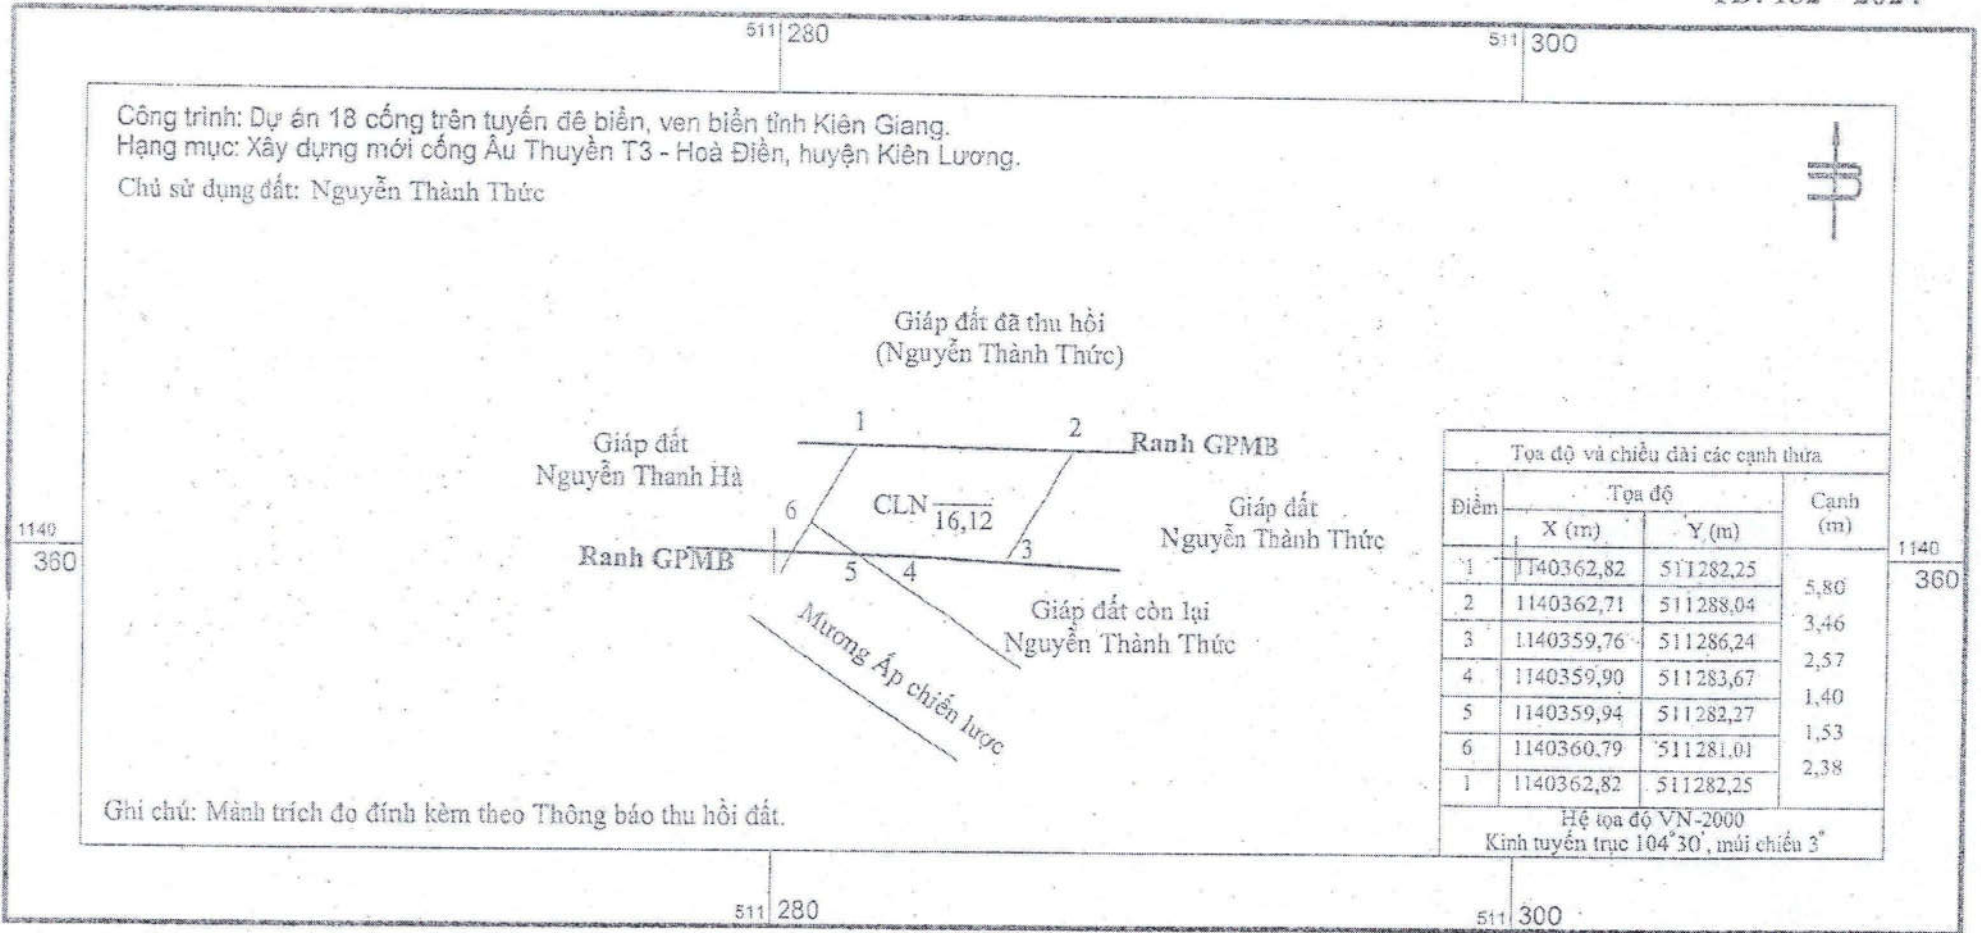 511 280
511 300
Công trình: Dự án 18 cống trên tuyến đê biển, ven biển tỉnh Kiên Giang.
Hạng mục: Xây dựng mới cống Âu Thuyền T3 - Hoà Điền, huyện Kiên Lương.
Chủ sử dụng đất: Nguyễn Thành Thức
Giáp đất đã thu hồi
(Nguyễn Thành Thức)
1
2
Ranh GPMB
Giáp đất
Nguyễn Thanh Hà
6
CLN 16,12
Giáp đất
Nguyễn Thành Thức
1140
360
Ranh GPMB
5
4
3
Giáp đất còn lại
Nguyễn Thành Thức
Mương Ấp chiến lược
Tọa độ và chiều dài các cạnh thửa
Điểm Tọa độ Cạnh (m)
X (m) Y (m)
1 1140362,82 511282,25
5,80
2 1140362,71 511288,04
3,46
3 1140359,76 511286,24
2,57
4 1140359,90 511283,67
1,40
5 1140359,94 511282,27
1,53
6 1140360,79 511281,01
2,38
1 1140362,82 511282,25
Hệ tọa độ VN-2000
Kinh tuyến trục 104°30', múi chiếu 3°
1140
360
Ghi chú: Mảnh trích đo đính kèm theo Thông báo thu hồi đất.
511 280
511 300